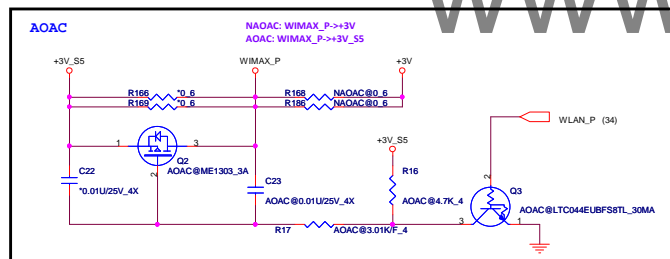 AOAC
NAOAC: WIMAX_P->+3V
AOAC: WIMAX_P->+3V_S5
+3V_S5
WIMAX_P
+3V
R166
*0_6
R168
NAOAC@0_6
R169
*0_6
R186
NAOAC@0_6
WLAN_P (34)
1
3
+3V_S5
Q2
AOAC@ME1303_3A
2
C22
*0.01U/25V_4X
C23
AOAC@0.01U/25V_4X
R16
AOAC@4.7K_4
2
Q3
AOAC@LTC044EUBFS8TL_30MA
R17
AOAC@3.01K/F_4
3
1